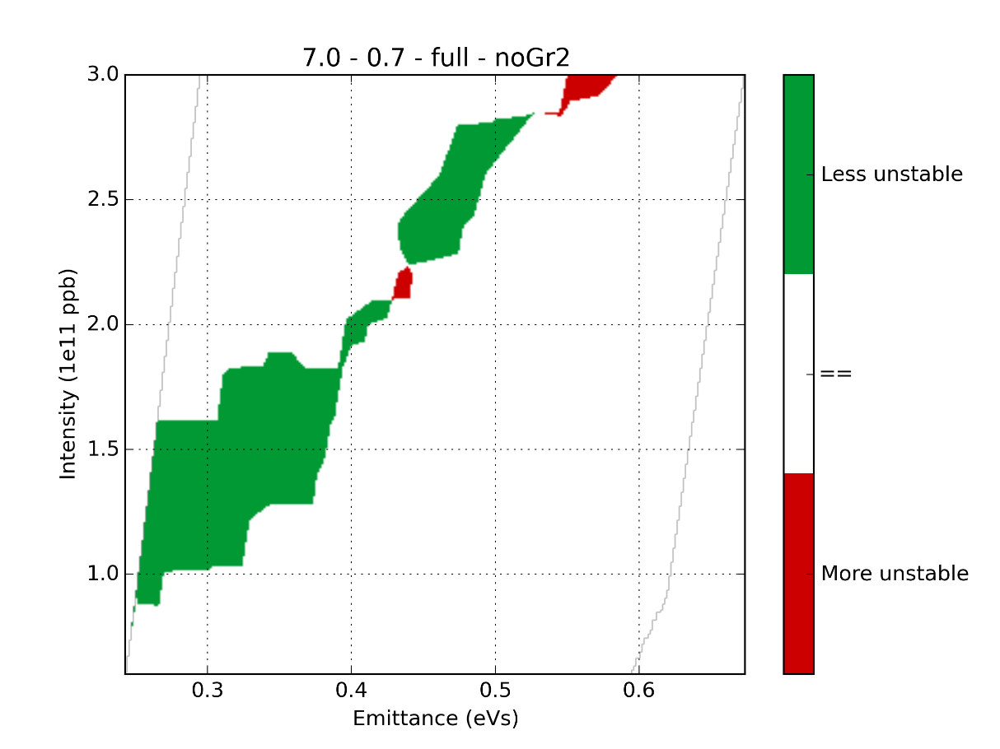 7.0 - 0.7 - full - noGr2
3.0
2.5
2.0
1.5
1.0
Intensity (1e11 ppb)
0.3
0.4
0.5
0.6
Emittance (eVs)
Less unstable
==
More unstable